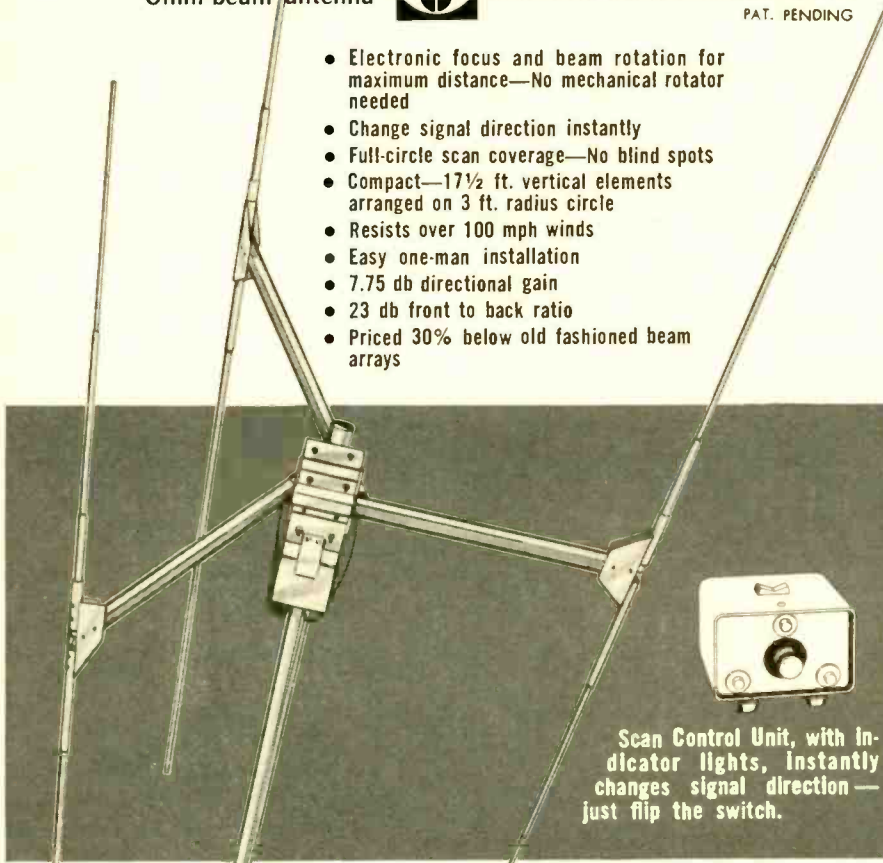 beam antenna
PAT. PENDING
• Electronic focus and beam rotation for
maximum distance—No mechanical rotator
needed
• Change signal direction instantly
• Full-circle scan coverage—No blind spots
• Compact—17½ ft. vertical elements
arranged on 3 ft. radius circle
• Resists over 100 mph winds
• Easy one-man installation
• 7.75 db directional gain
• 23 db front to back ratio
• Priced 30% below old fashioned beam
arrays
Scan Control Unit, with in-
dicator lights, instantly
changes signal direction—
just flip the switch.